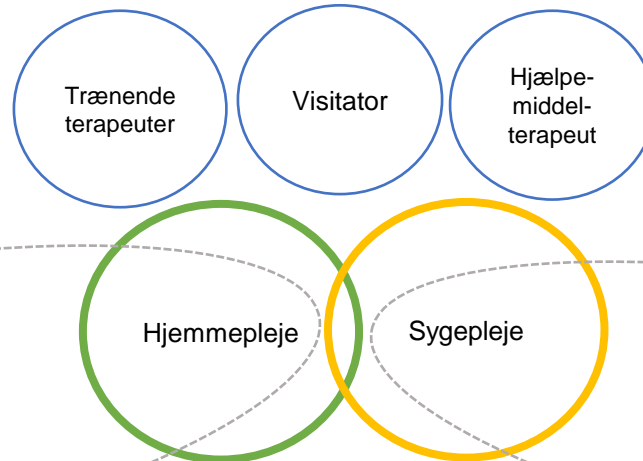 Trænende
terapeuter
Visitator
Hjælpe-
middel-
terapeut
Hjemmepleje
Sygepleje